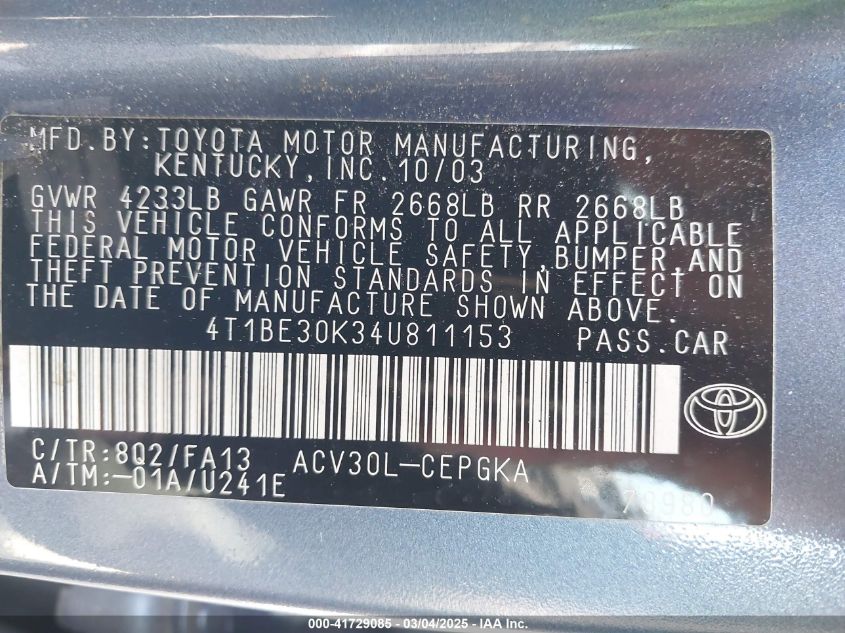 MFD.BY:TOYOTA MOTOR MANUFACTURING,
KENTUCKY,INC.10/03
GVWR 4233LB GAWR FR 2668LB RR 2668LB
THIS VEHICLE CONFORMS TO ALL APPLICABLE
FEDERAL MOTOR VEHICLE SAFETY,BUMPER,AND
THEFT PREVENTION STANDARDS IN EFFECT ON
THE DATE OF MANUFACTURE SHOWN ABOVE.
4T1BE30K34U811153 PASS.CAR
C/TR:8Q2/FA13 ACV30L-CEPGKA
A/TM:-01A/U241E 70980
000-41729085 - 03/04/2025 - IAA Inc.